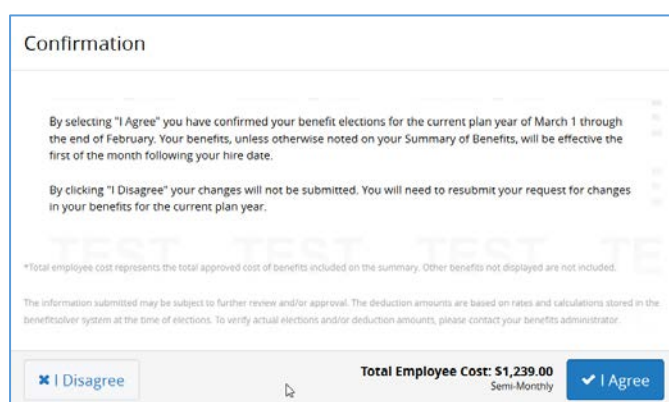 Confirmation
By selecting "I Agree" you have confirmed your benefit elections for the current plan year of March 1 through
the end of February. Your benefits, unless otherwise noted on your Summary of Benefits, will be effective the
first of the month following your hire date.
By clicking "I Disagree" your changes will not be submitted. You will need to resubmit your request for changes
in your benefits for the current plan year.
TEST TEST TEST TE
*Total employee cost represents the total approved cost of benefits included on the summary. Other benefits not displayed are not included.
The information submitted may be subject to further review and/or approval. The deduction amounts are based on rates and calculations stored in the
benefitsolver system at the time of elections. To verify actual elections and/or deduction amounts, please contact your benefits administrator.
✖ I Disagree
Total Employee Cost: $1,239.00
Semi-Monthly
✔ I Agree